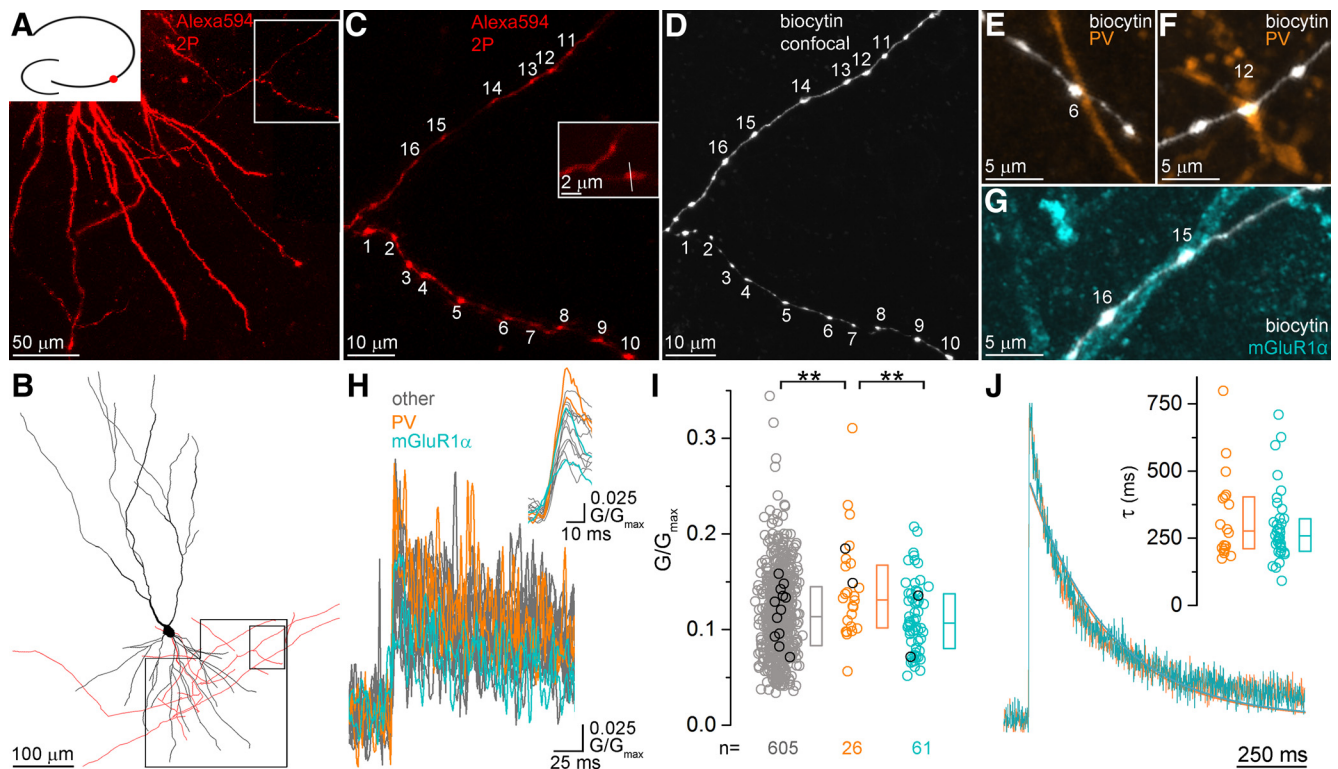 A
Alexa594
2P
50 μm
C
Alexa594
2P
11
12
13
14
15
16
2 μm
1
2
3
4
5
6
7
8
9
10
10 μm
D
biocytin
confocal
11
12
13
14
15
16
1
2
3
4
5
6
7
8
9
10
10 μm
E
biocytin
PV
6
5 μm
F
biocytin
PV
12
5 μm
G
15
16
5 μm
biocytin
mGluR1α
B
100 μm
H
other
PV
mGluR1α
0.025
G/Gmax
10 ms
0.025
G/Gmax
25 ms
I
** **
G/Gmax
0.3
0.2
0.1
0.0
n= 605 26 61
J
τ (ms)
750
500
250
0
250 ms